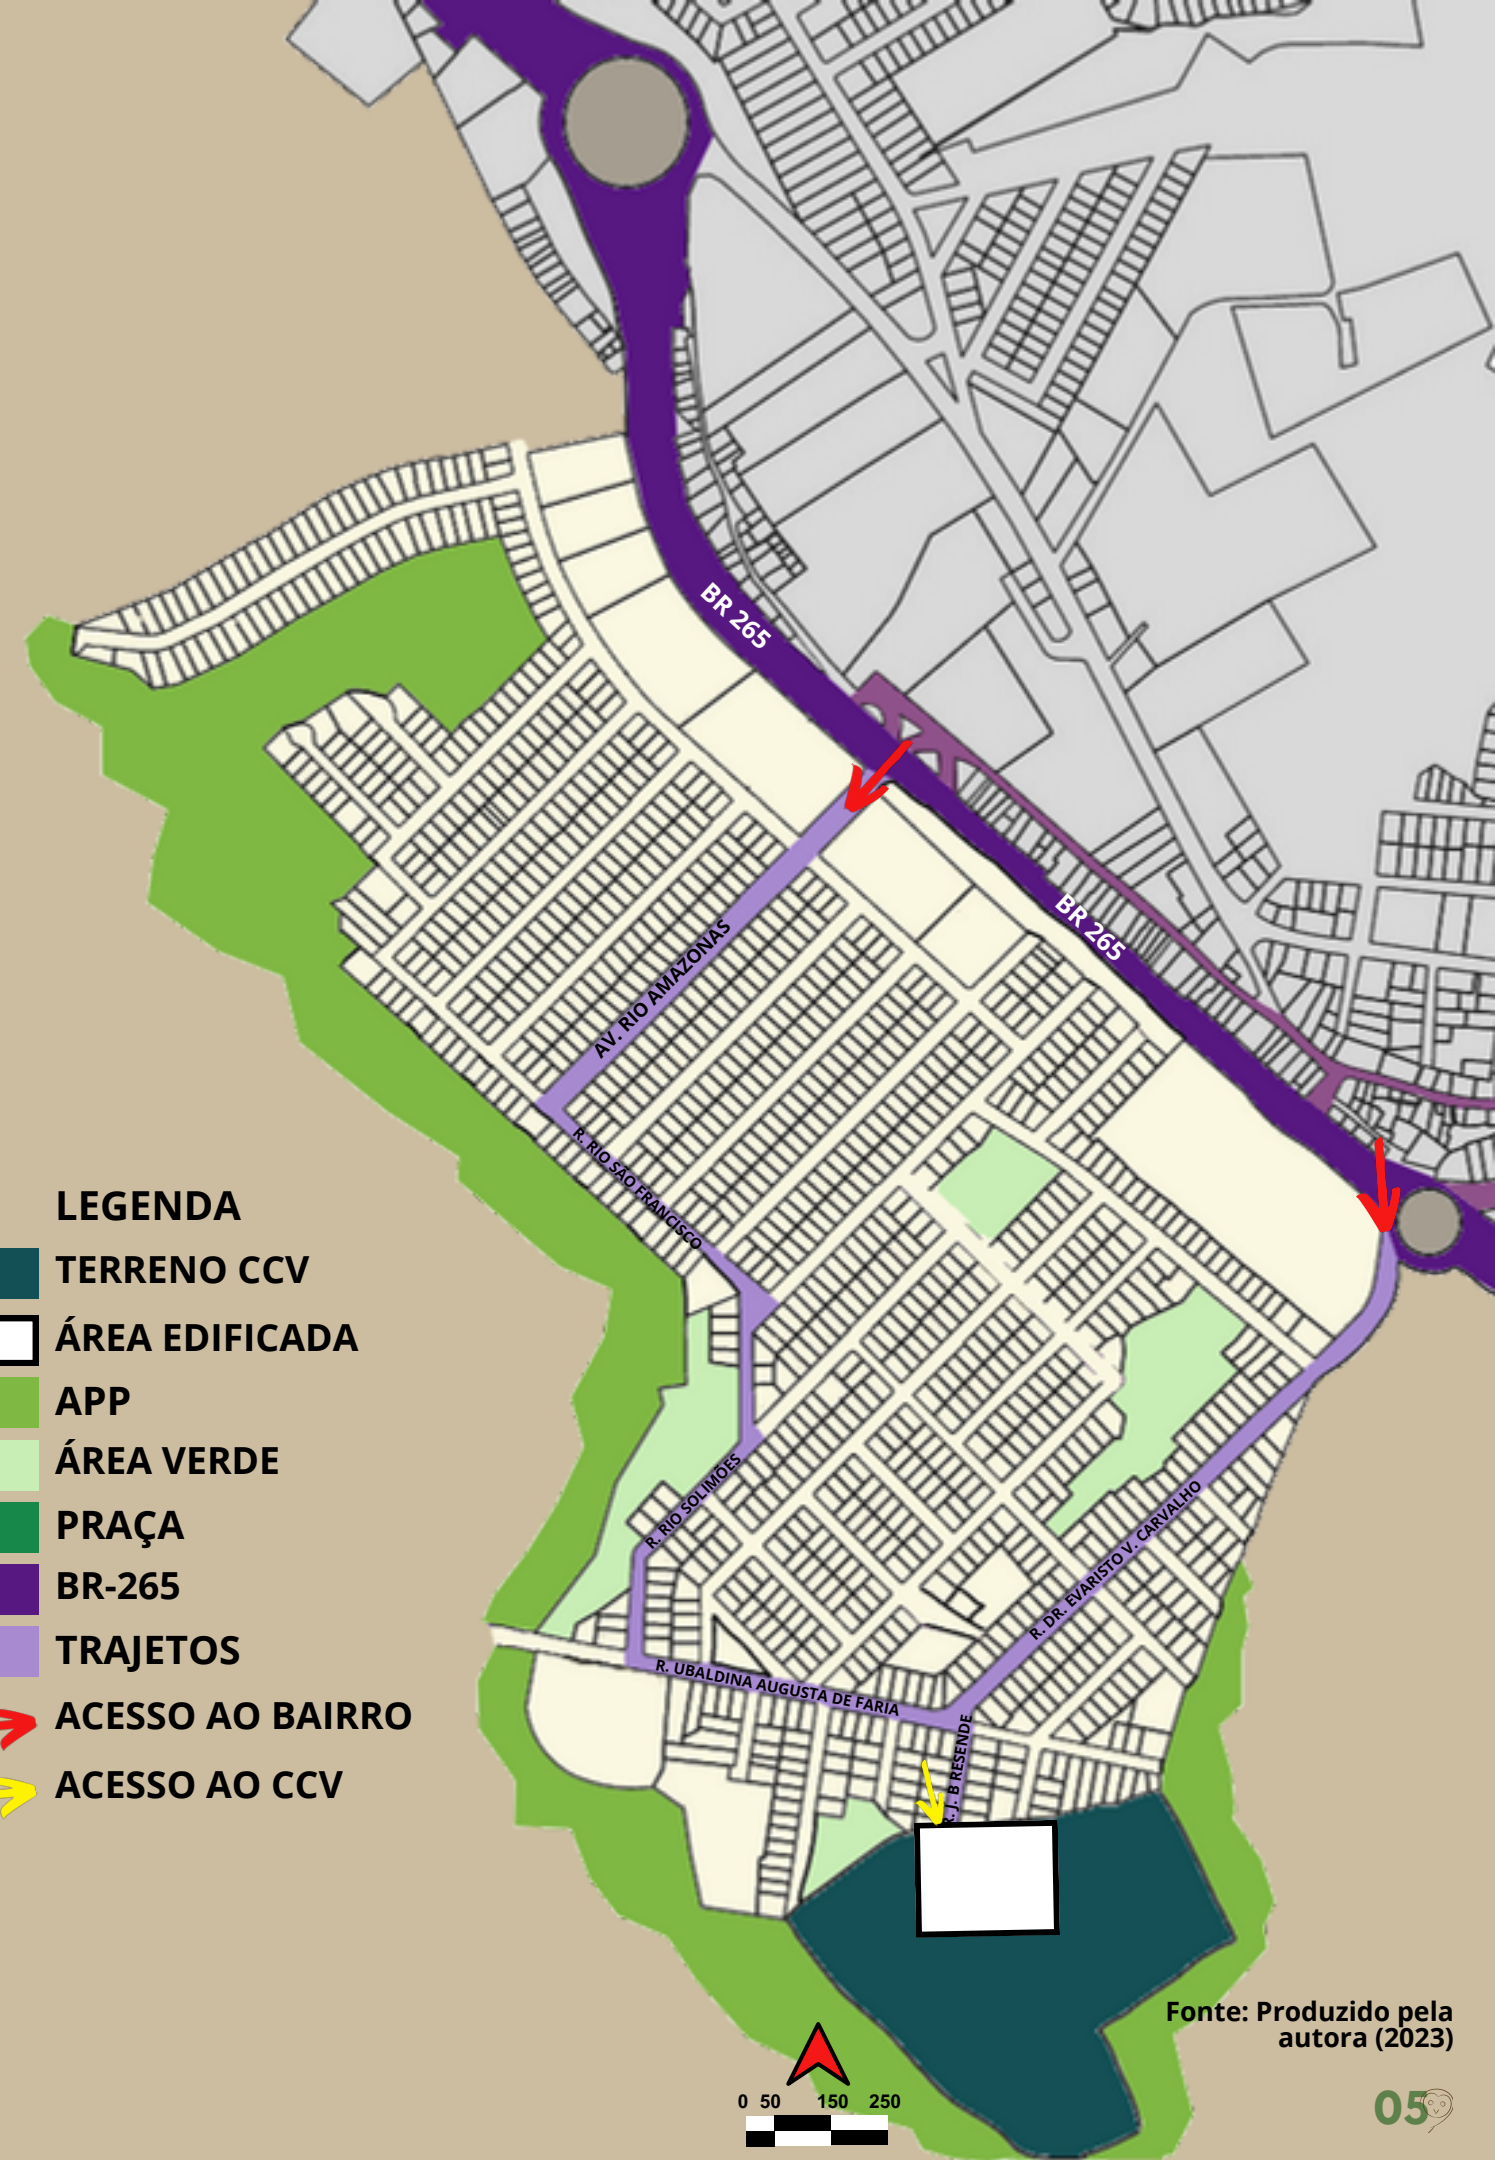 BR 265
BR 265
AV. RIO AMAZONAS
R. RIO SÃO FRANCISCO
R. RIO SOLIMÕES
R. DR. EVARISTO V. CARVALHO
R. UBALDINA AUGUSTA DE FARIA
R. J. B RESENDE
LEGENDA
TERRENO CCV
ÁREA EDIFICADA
APP
ÁREA VERDE
PRAÇA
BR-265
TRAJETOS
ACESSO AO BAIRRO
ACESSO AO CCV
Fonte: Produzido pela
autora (2023)
0 50 150 250
05